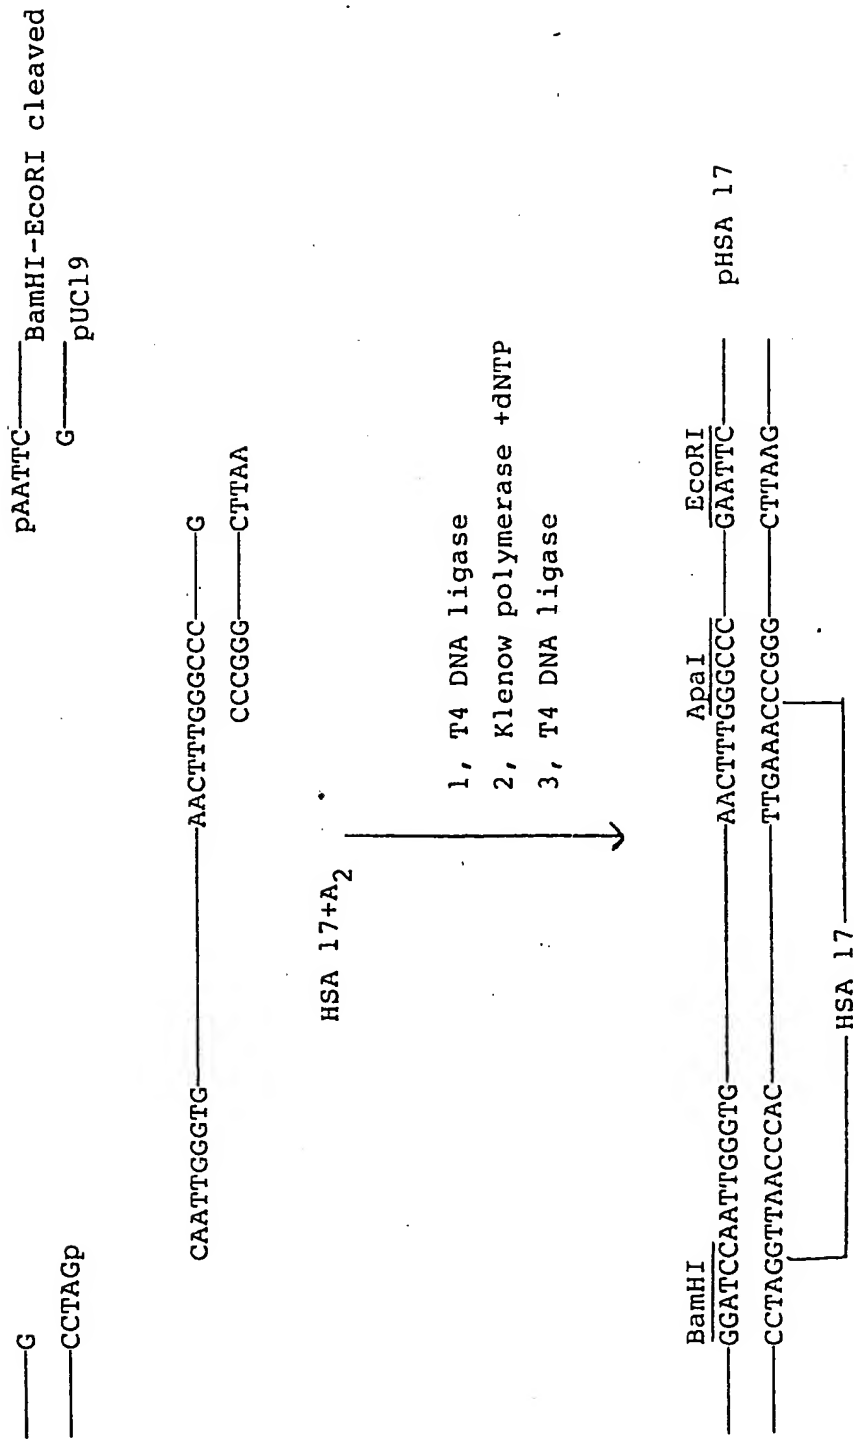 G pAATTC
BamHI-EcoRI cleaved
CCTAGp G
pUC19
CAATTGGGTG AACTTTGGGCCC G
CCCGGG CTTAA
HSA 17+A2
1, T4 DNA ligase
2, Klenow polymerase +dNTP
3, T4 DNA ligase
BamHI ApaI EcoRI
GGATCCAATTGGGTG AACTTTGGGCCC GAATTC pHSA 17
CCTAGGTTAACCCAC TTGAAACCCGGG CTTAAG
HSA 17